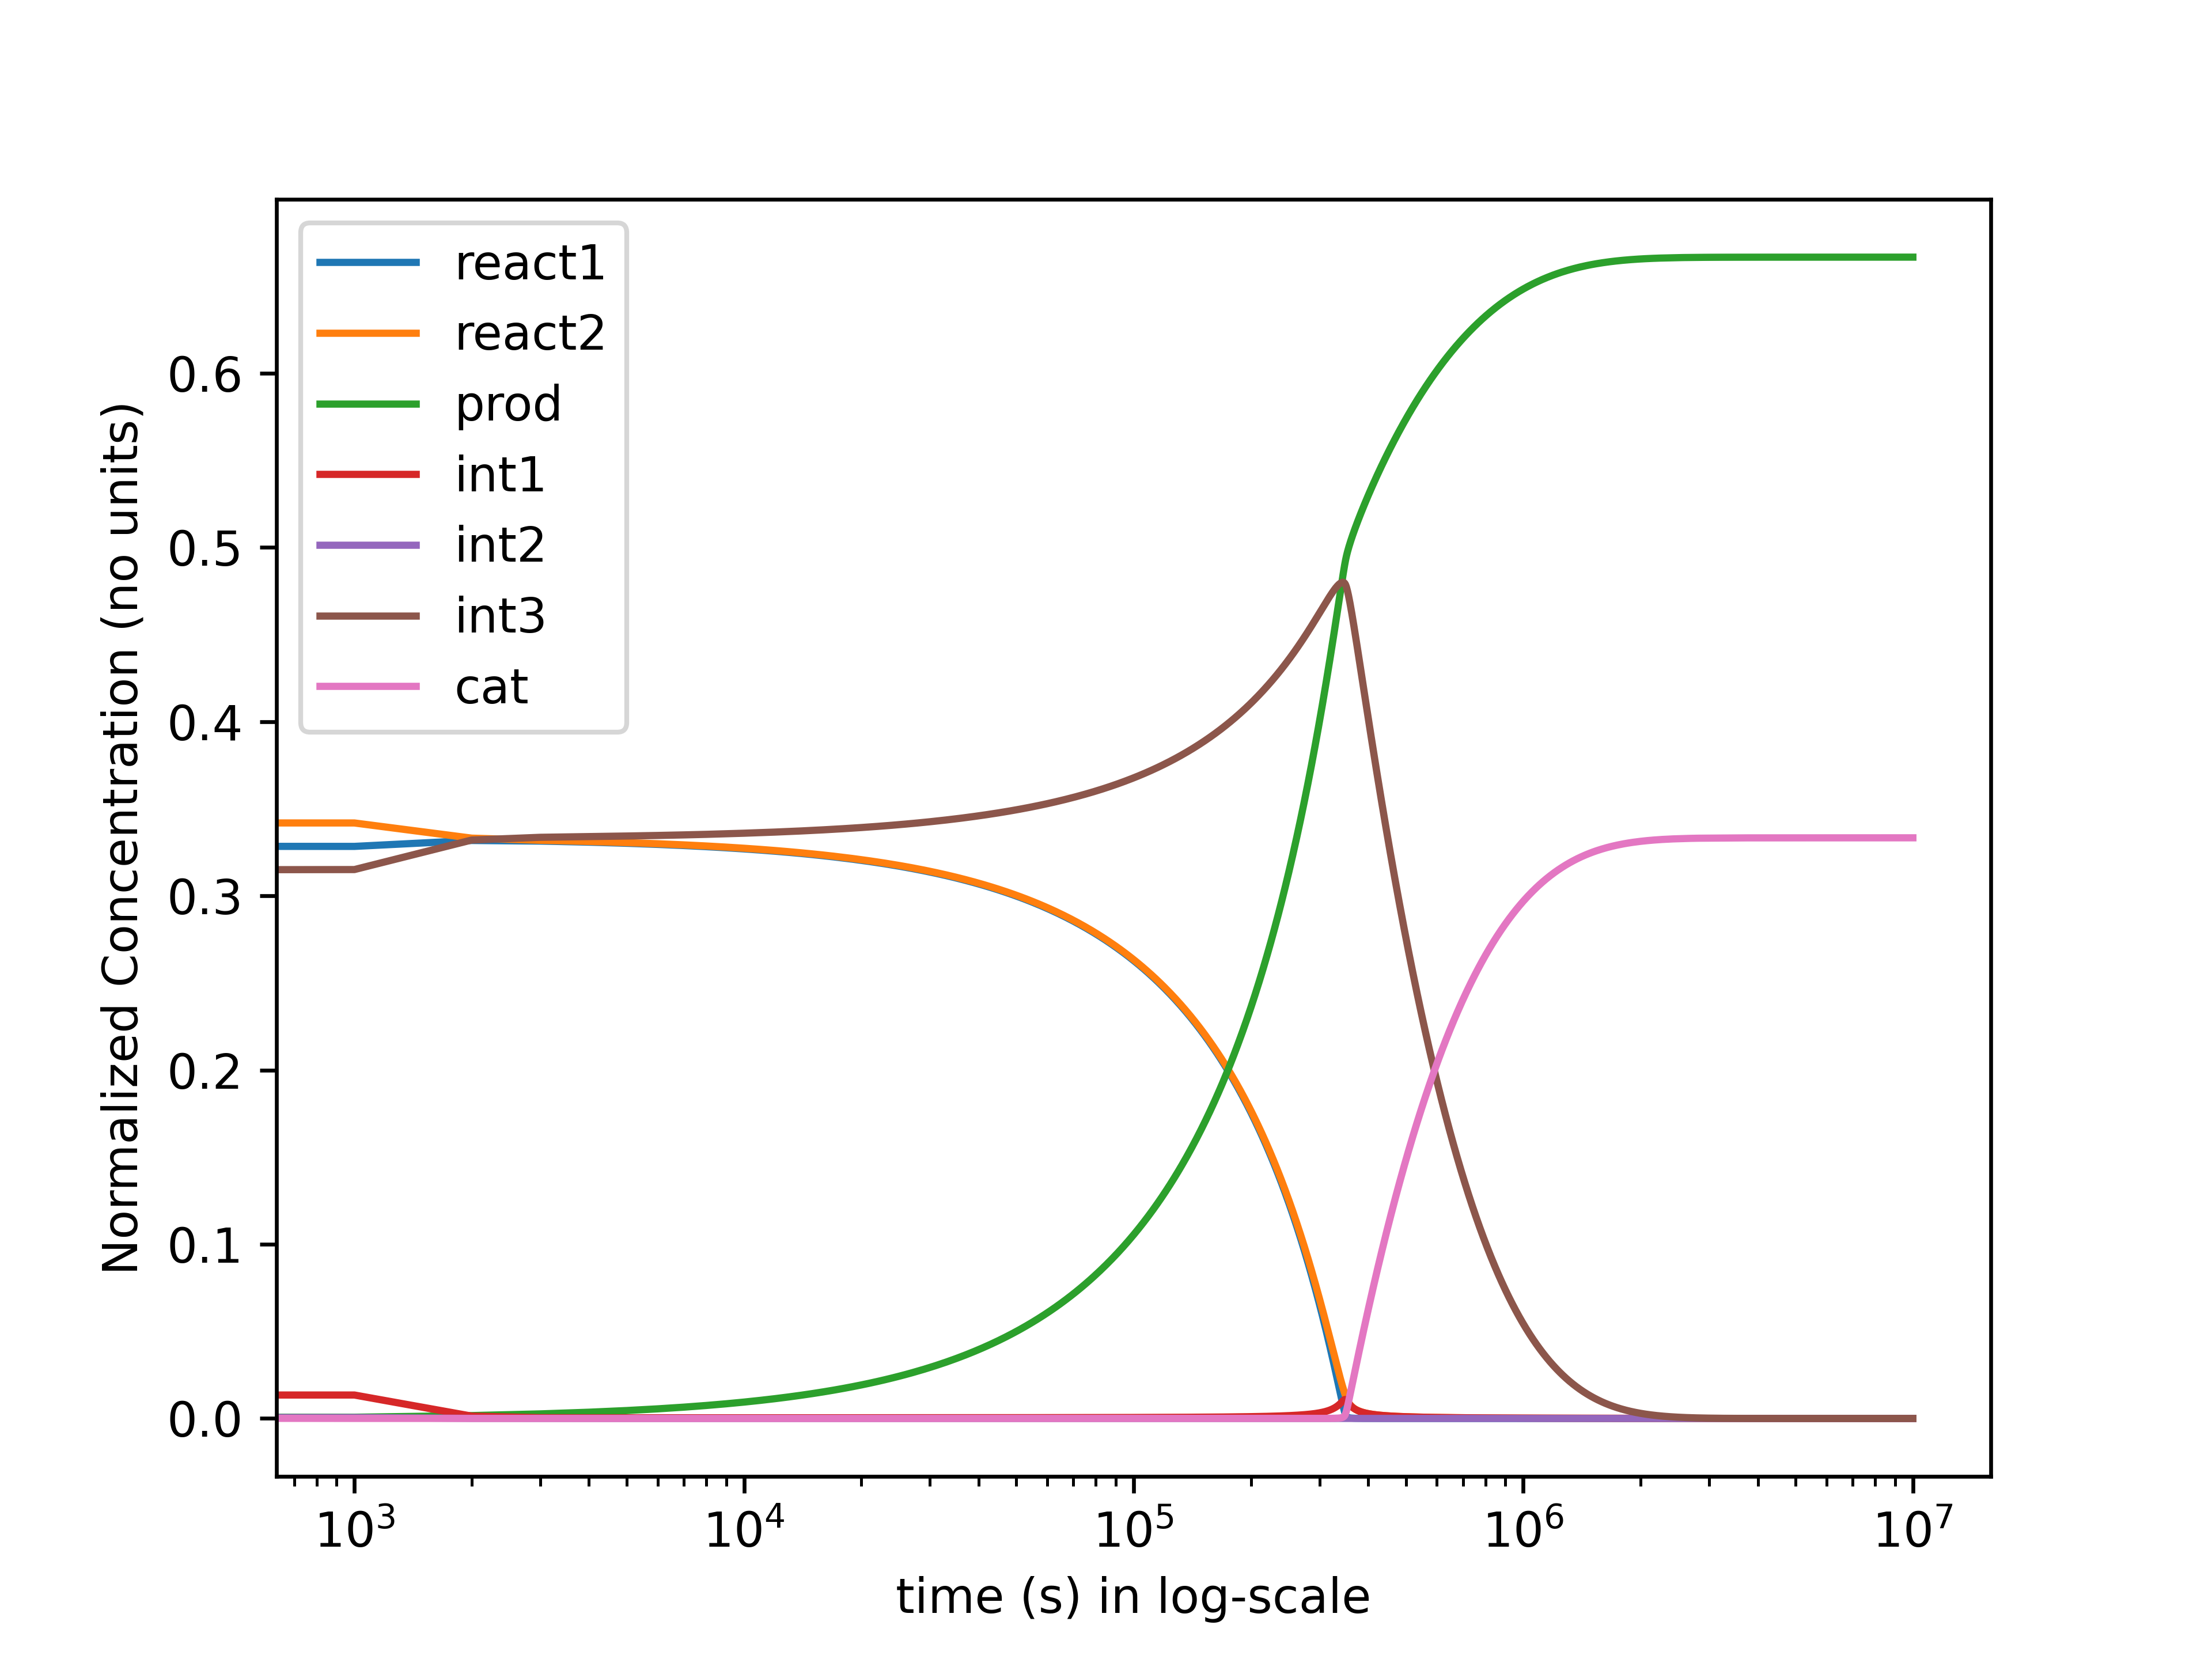 react1
react2
prod
int1
int2
int3
cat
Normalized Concentration (no units)
0.6
0.5
0.4
0.3
0.2
0.1
0.0
10³ 10⁴ 10⁵ 10⁶ 10⁷
time (s) in log-scale